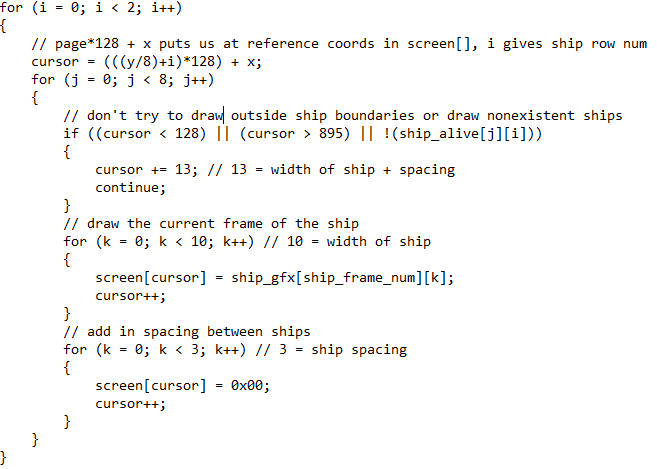 for (i = 0; i < 2; i++)
{
    // page*128 + x puts us at reference coords in screen[], i gives ship row num
    cursor = (((y/8)+i)*128) + x;
    for (j = 0; j < 8; j++)
    {
        // don't try to draw outside ship boundaries or draw nonexistent ships
        if ((cursor < 128) || (cursor > 895) || !(ship_alive[j][i]))
        {
            cursor += 13; // 13 = width of ship + spacing
            continue;
        }
        // draw the current frame of the ship
        for (k = 0; k < 10; k++) // 10 = width of ship
        {
            screen[cursor] = ship_gfx[ship_frame_num][k];
            cursor++;
        }
        // add in spacing between ships
        for (k = 0; k < 3; k++) // 3 = ship spacing
        {
            screen[cursor] = 0x00;
            cursor++;
        }
    }
}